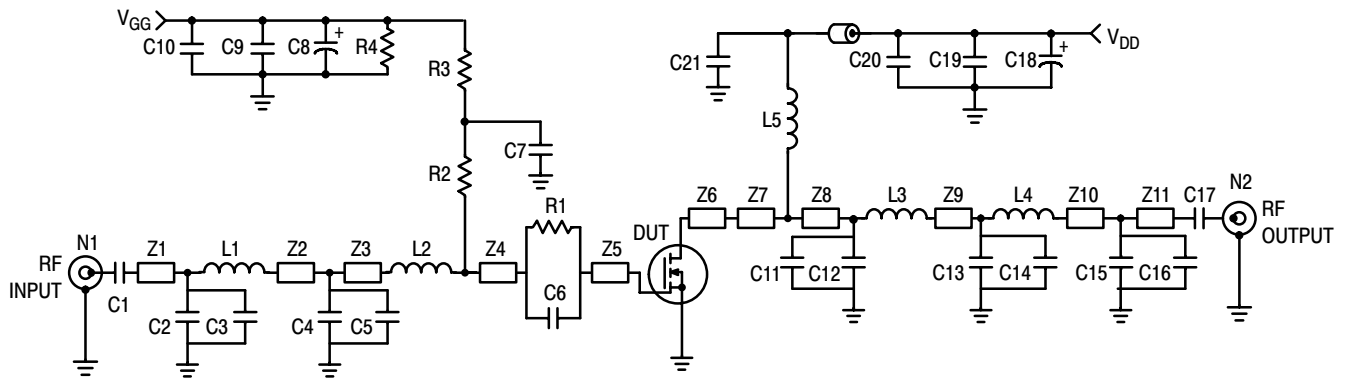 VGG
C10
C9
C8
+
R4
R3
C21
C20
C19
C18
+
VDD
L5
C7
R2
R1
Z6
Z7
Z8
L3
Z9
L4
Z10
Z11
C17
N2
RF
OUTPUT
N1
RF
INPUT
C1
Z1
L1
Z2
Z3
L2
Z4
Z5
DUT
C11
C12
C13
C14
C15
C16
C2
C3
C4
C5
C6